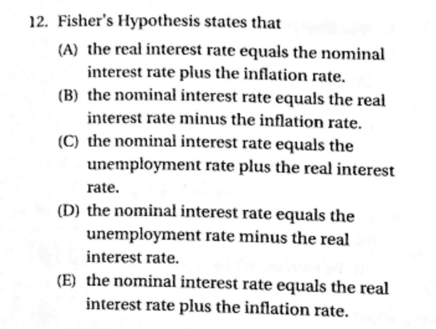 12. Fisher's Hypothesis states that
(A) the real interest rate equals the nominal
interest rate plus the inflation rate.
(B) the nominal interest rate equals the real
interest rate minus the inflation rate.
(C) the nominal interest rate equals the
unemployment rate plus the real interest
rate.
(D) the nominal interest rate equals the
unemployment rate minus the real
interest rate.
(E) the nominal interest rate equals the real
interest rate plus the inflation rate.